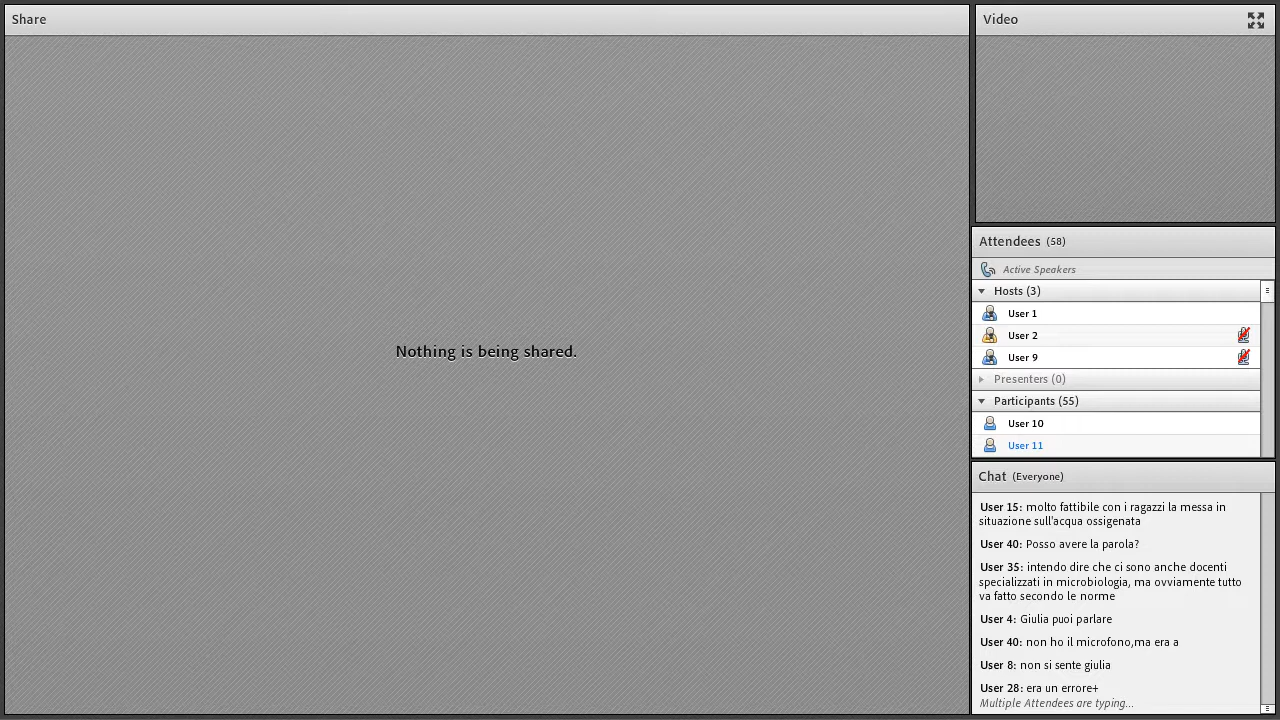 Share
Nothing is being shared.
Video
Attendees (58)
Active Speakers
Hosts (3)
User 1
User 2
User 9
Presenters (0)
Participants (55)
User 10
User 11
Chat (Everyone)
User 15: molto fattibile con i ragazzi la messa in
situazione sull'acqua ossigenata
User 40: Posso avere la parola?
User 35: intendo dire che ci sono anche docenti
specializzati in microbiologia, ma ovviamente tutto
va fatto secondo le norme
User 4: Giulia puoi parlare
User 40: non ho il microfono,ma era a
User 8: non si sente giulia
User 28: era un errore+
Multiple Attendees are typing...